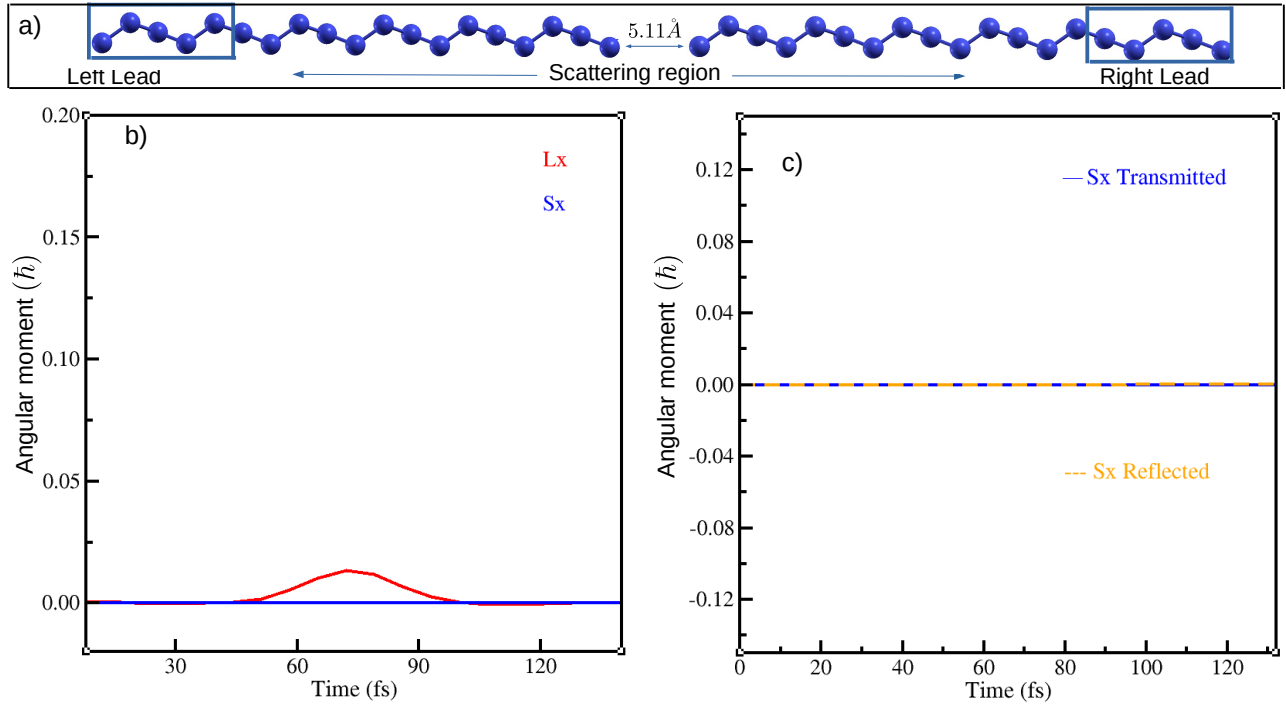 a)
5.11Å
Left Lead
Scattering region
Right Lead
b)
0.20
0.15
0.10
0.05
0.00
Angular moment (ℏ)
Lx
Sx
30 60 90 120
Time (fs)
c)
0.12
0.08
0.04
0.00
-0.04
-0.08
-0.12
Angular moment (ℏ)
— Sx Transmitted
--- Sx Reflected
0 20 40 60 80 100 120
Time (fs)